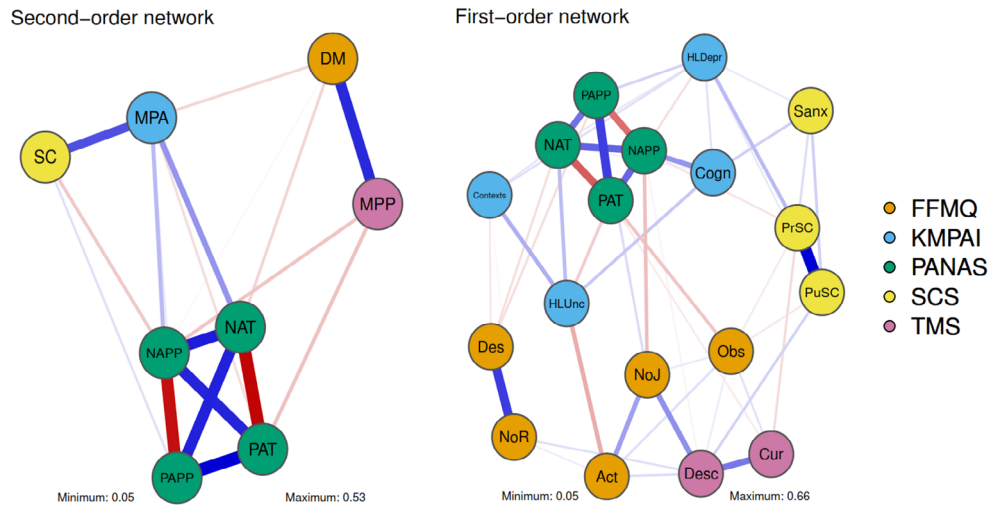 Second−order network
First−order network
DM
MPA
SC
MPP
NAT
NAPP
PAT
PAPP
Minimum: 0.05
Maximum: 0.53
HLDepr
PAPP
Sanx
NAT
NAPP
Cogn
Contexts
PAT
PrSC
PuSC
HLUnc
Des
Obs
NoJ
NoR
Cur
Act
Desc
Minimum: 0.05
Maximum: 0.66
FFMQ
KMPAI
PANAS
SCS
TMS